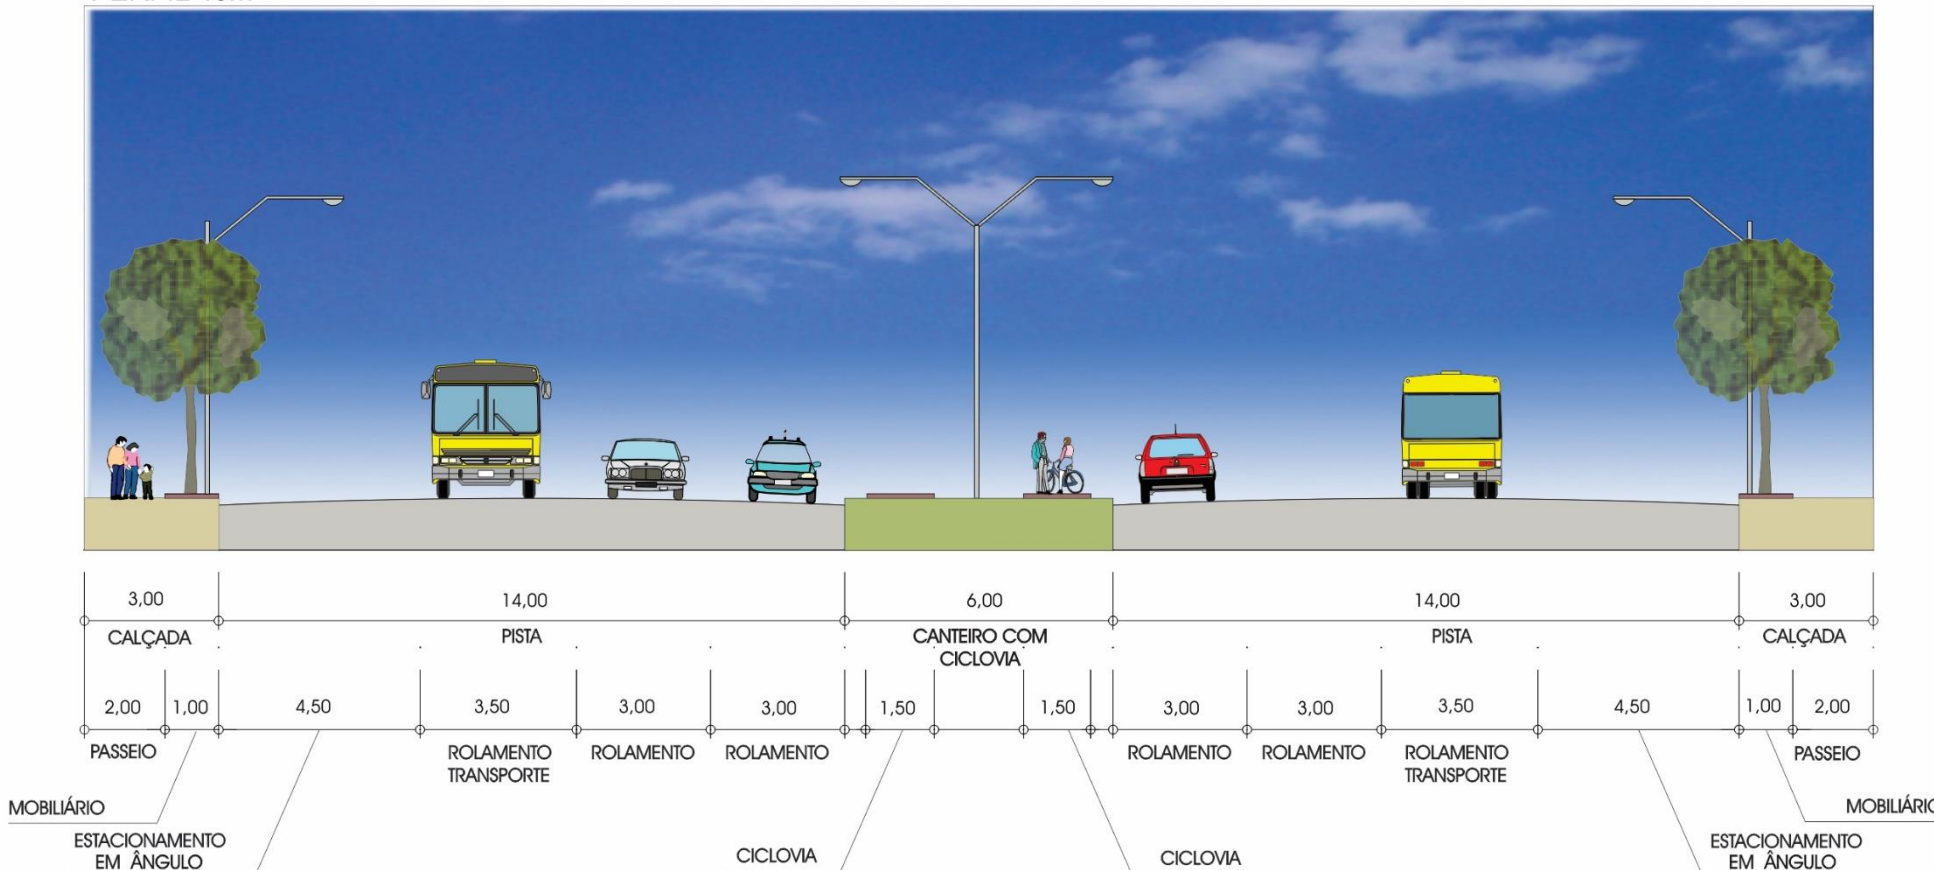 3,00
14,00
6,00
14,00
3,00
CALÇADA
PISTA
CANTEIRO COM
CICLOVIA
PISTA
CALÇADA
2,00
1,00
4,50
3,50
3,00
3,00
1,50
1,50
3,00
3,00
3,50
4,50
1,00
2,00
PASSEIO
ROLAMENTO
TRANSPORTE
ROLAMENTO
ROLAMENTO
ROLAMENTO
ROLAMENTO
ROLAMENTO
TRANSPORTE
PASSEIO
MOBILIÁRIO
MOBILIÁRIO
ESTACIONAMENTO
EM ÂNGULO
CICLOVIA
CICLOVIA
ESTACIONAMENTO
EM ÂNGULO